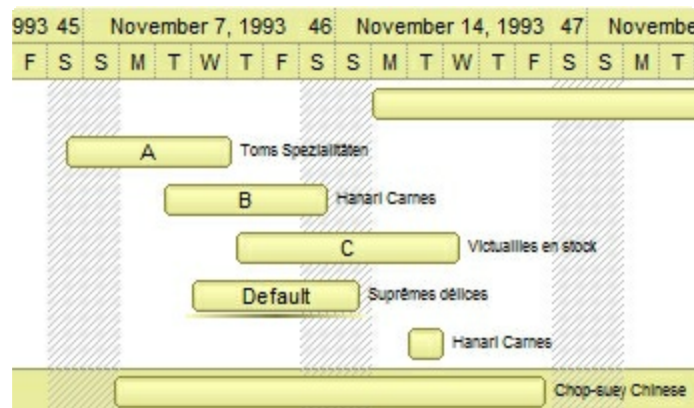 993 45 November 7, 1993 46 November 14, 1993 47 Novembe
F S S M T W T F S S M T W T F S S M T
A Toms Spezialitäten
B Hanari Carnes
C Victuailles en stock
Default Suprêmes délices
Hanari Carnes
Chop-suey Chinese